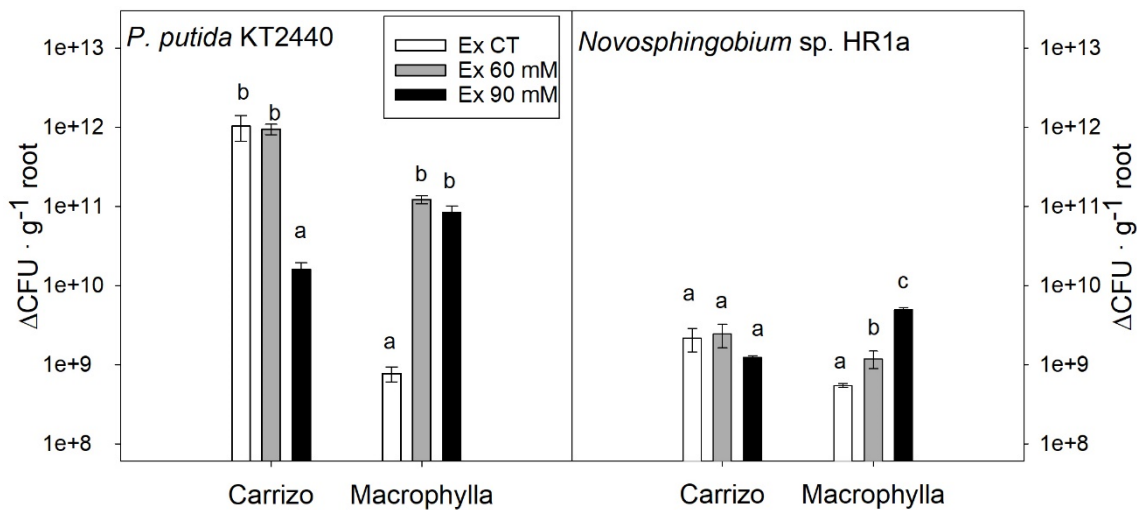 P. putida KT2440
Ex CT
Ex 60 mM
Ex 90 mM
Novosphingobium sp. HR1a
ΔCFU · g⁻¹ root
1e+13
1e+12
1e+11
1e+10
1e+9
1e+8
b
b
a
a
b
b
a
a
a
a
b
c
1e+13
1e+12
1e+11
1e+10
1e+9
1e+8
ΔCFU · g⁻¹ root
Carrizo Macrophylla
Carrizo Macrophylla